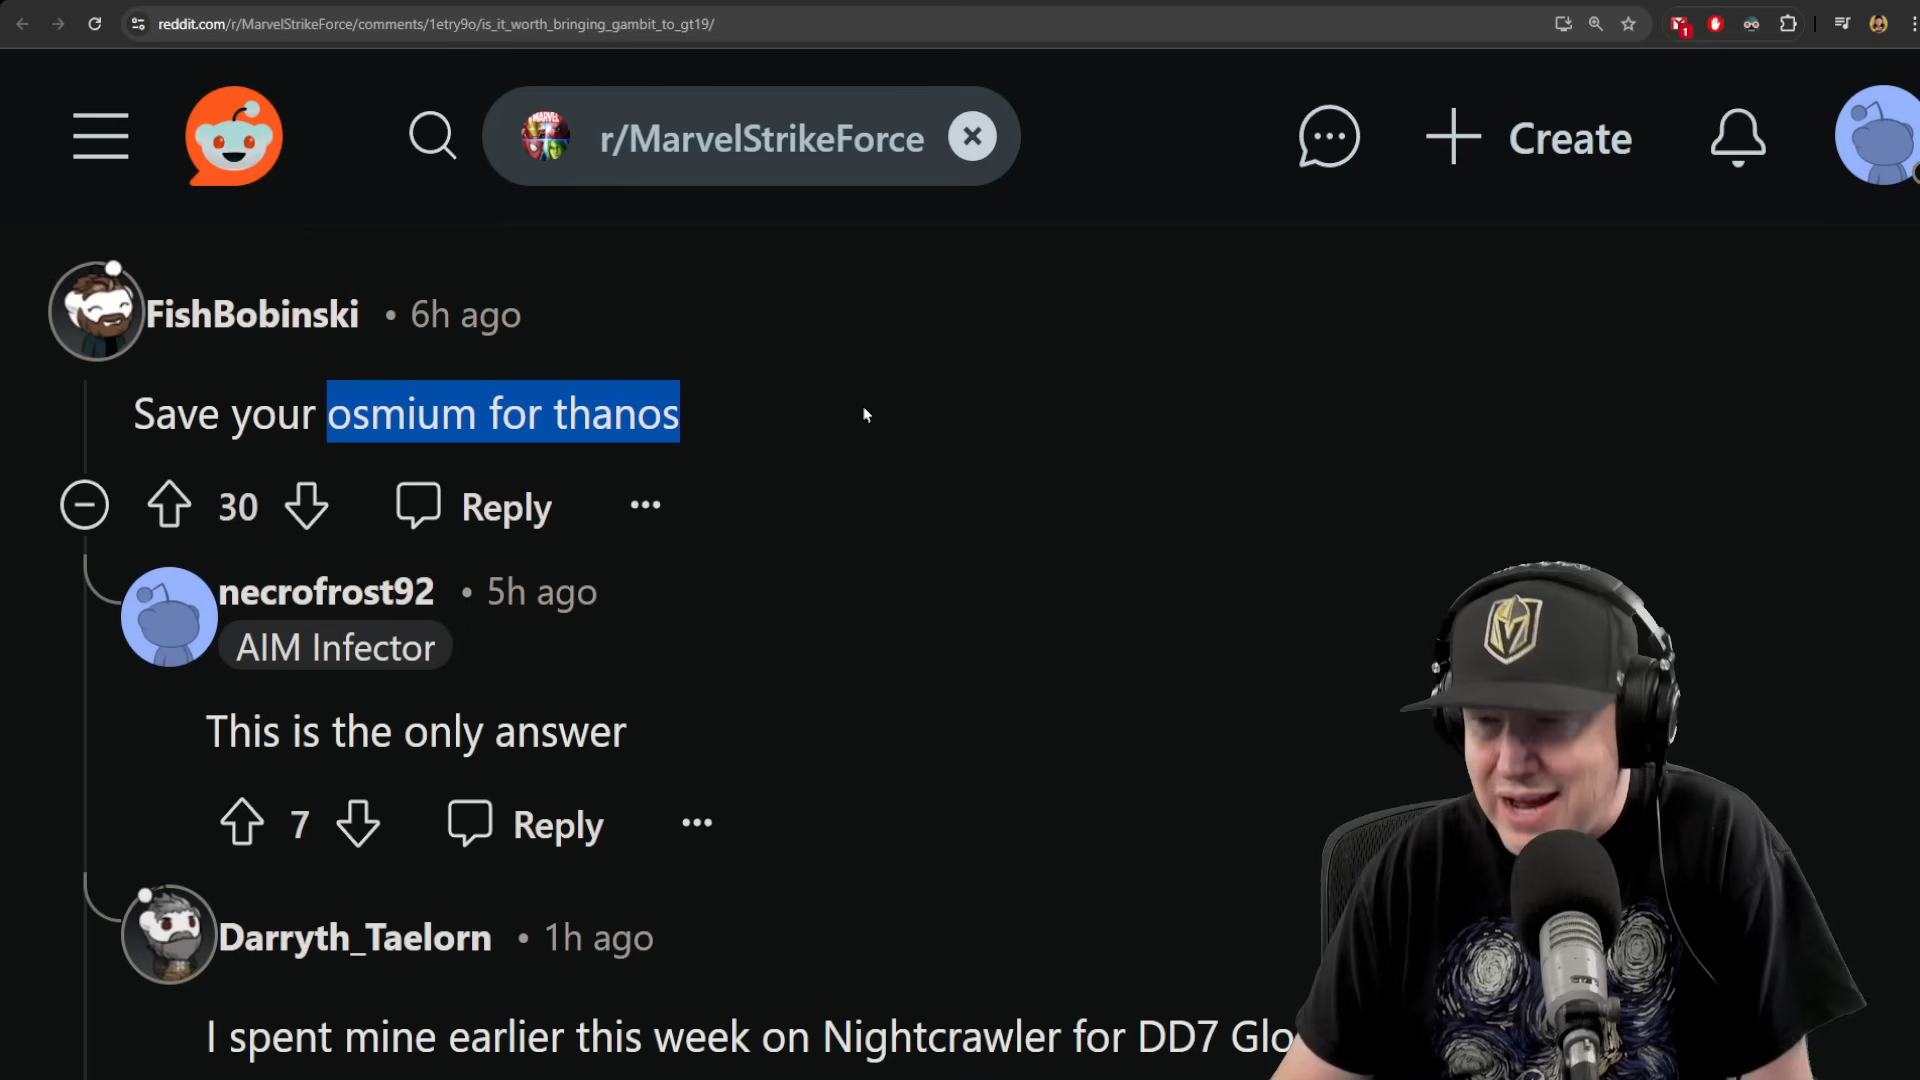 reddit.com/r/MarvelStrikeForce/comments/1etry9o/is_it_worth_bringing_gambit_to_gt19/
1
MARVEL
r/MarvelStrikeForce
Create
FishBobinski • 6h ago
Save your osmium for thanos
30 Reply
necrofrost92 • 5h ago
AIM Infector
This is the only answer
7 Reply
Darryth_Taelorn • 1h ago
I spent mine earlier this week on Nightcrawler for DD7 Glo